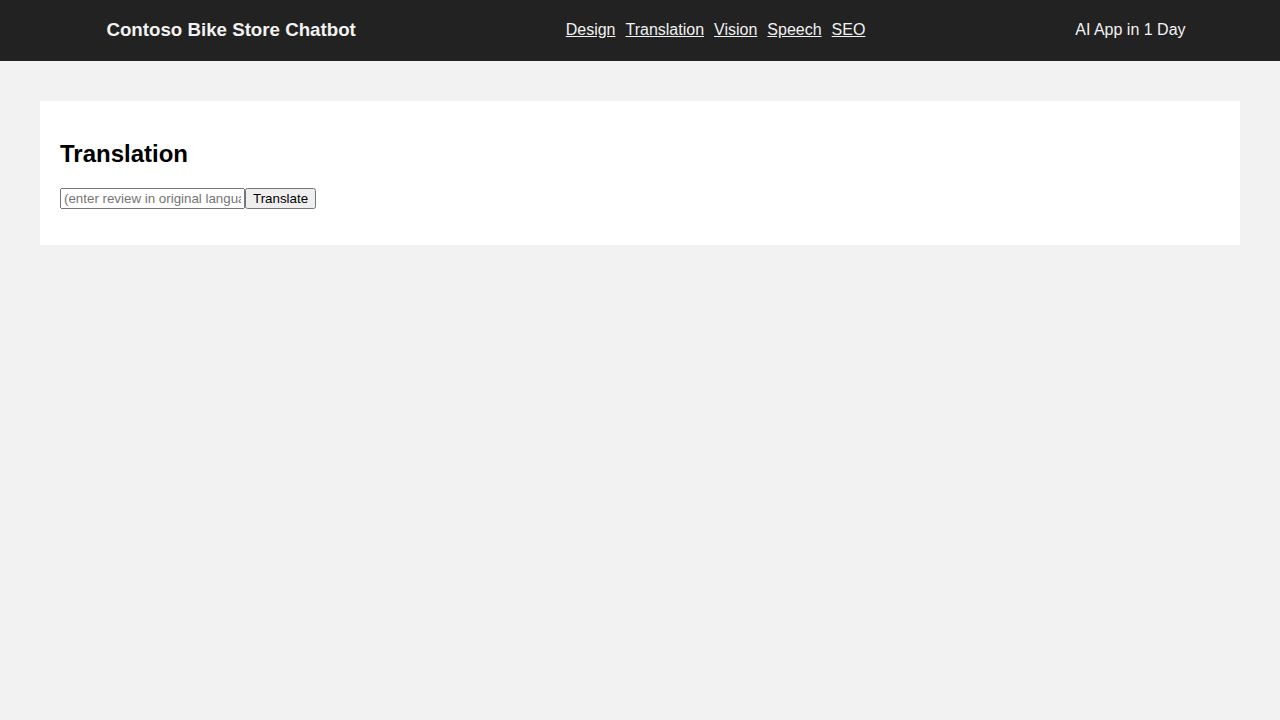 Contoso Bike Store Chatbot
Design Translation Vision Speech SEO
AI App in 1 Day
Translation
(enter review in original langua
Translate